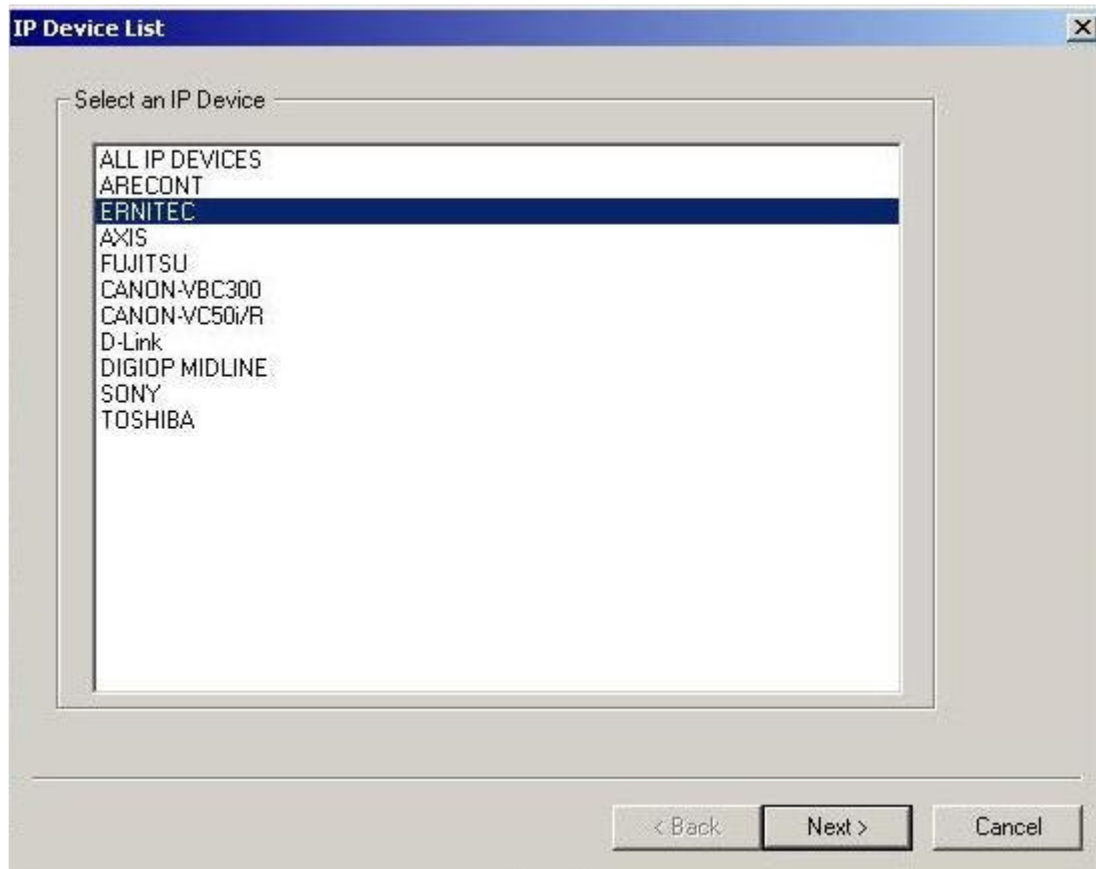 IP Device List
Select an IP Device
ALL IP DEVICES
ARECONT
ERNITEC
AXIS
FUJITSU
CANON-VBC300
CANON-VC50i/R
D-Link
DIGIOP MIDLINE
SONY
TOSHIBA
< Back Next > Cancel